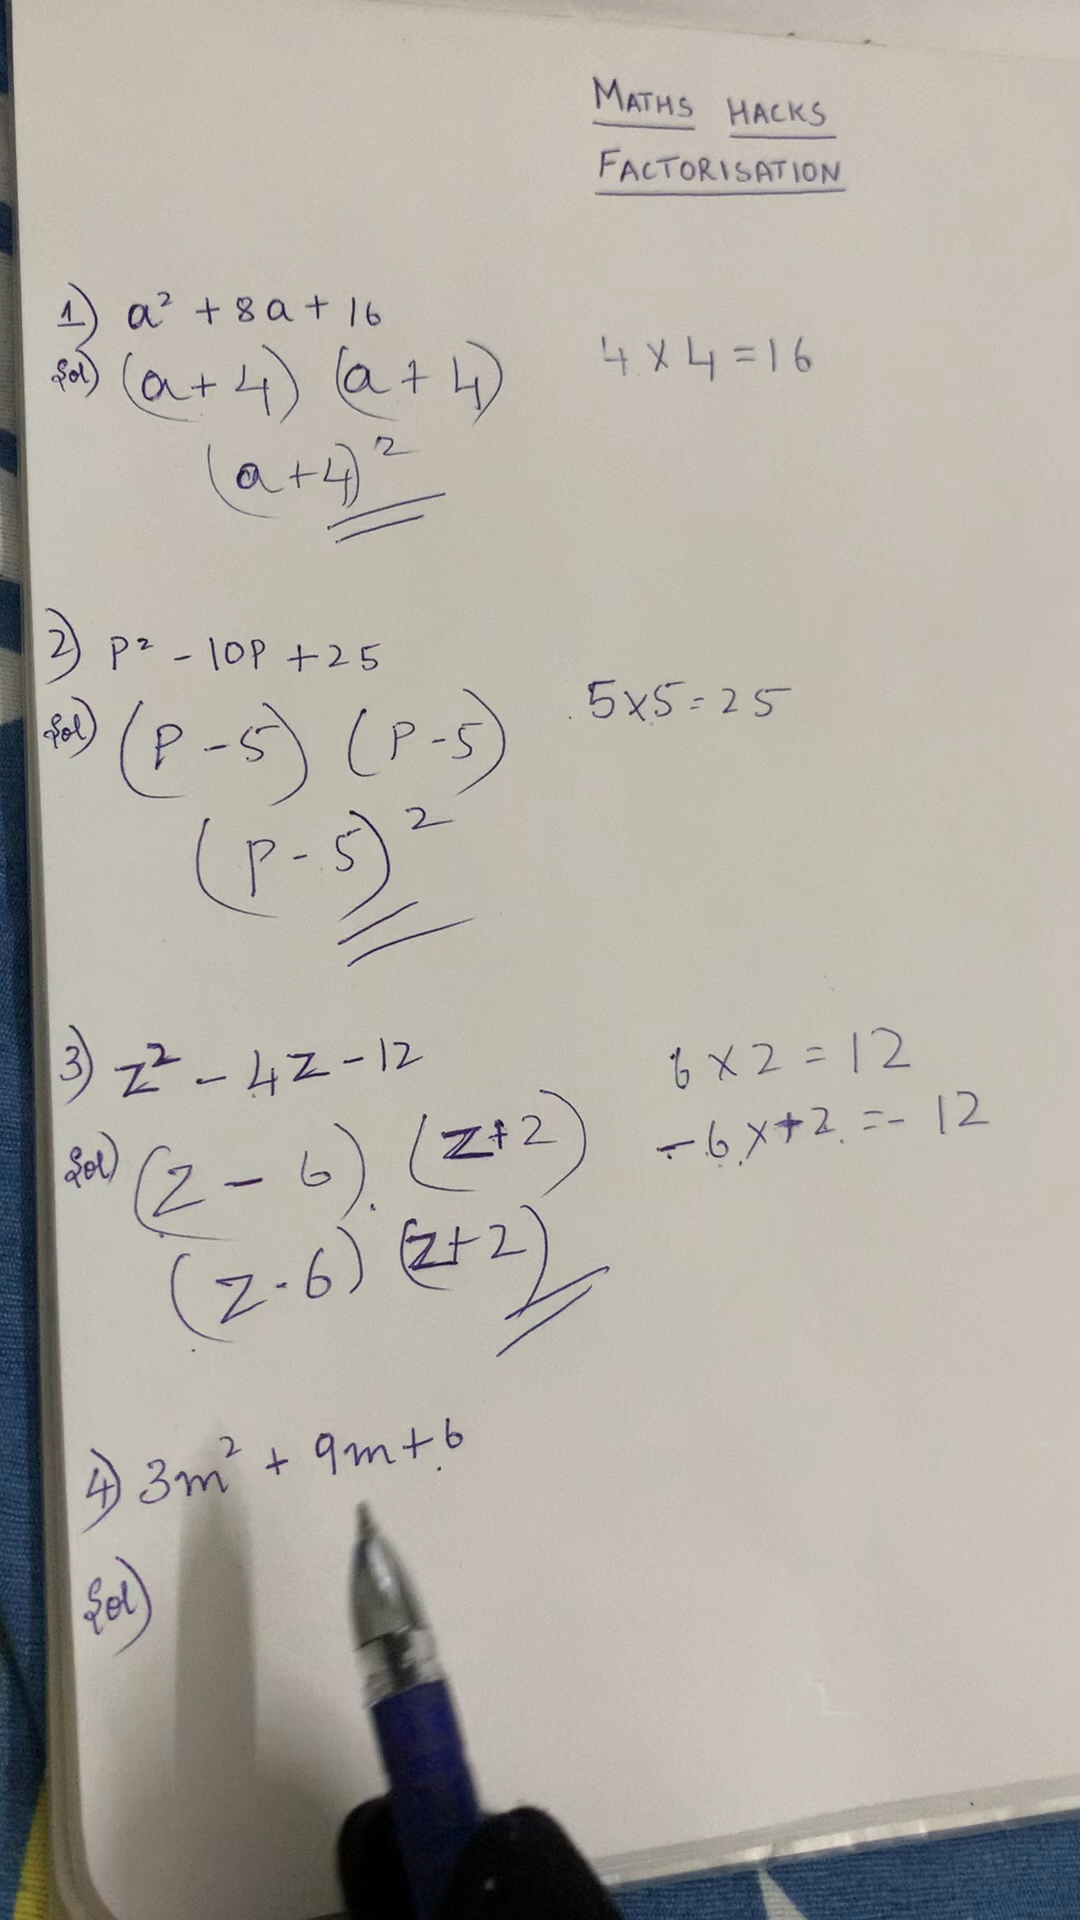 MATHS HACKS
FACTORISATION
1) a² + 8a + 16
Sol) (a + 4) (a + 4) 4 × 4 = 16
(a + 4)²
2) P² - 10P + 25
Sol) (P - 5) (P - 5) 5×5 = 25
(P - 5)²
3) Z² - 4Z - 12 6 × 2 = 12
Sol) (Z - 6) (Z + 2) -6 × +2 = - 12
(Z - 6) (Z + 2)
4) 3m² + 9m + 6
Sol)